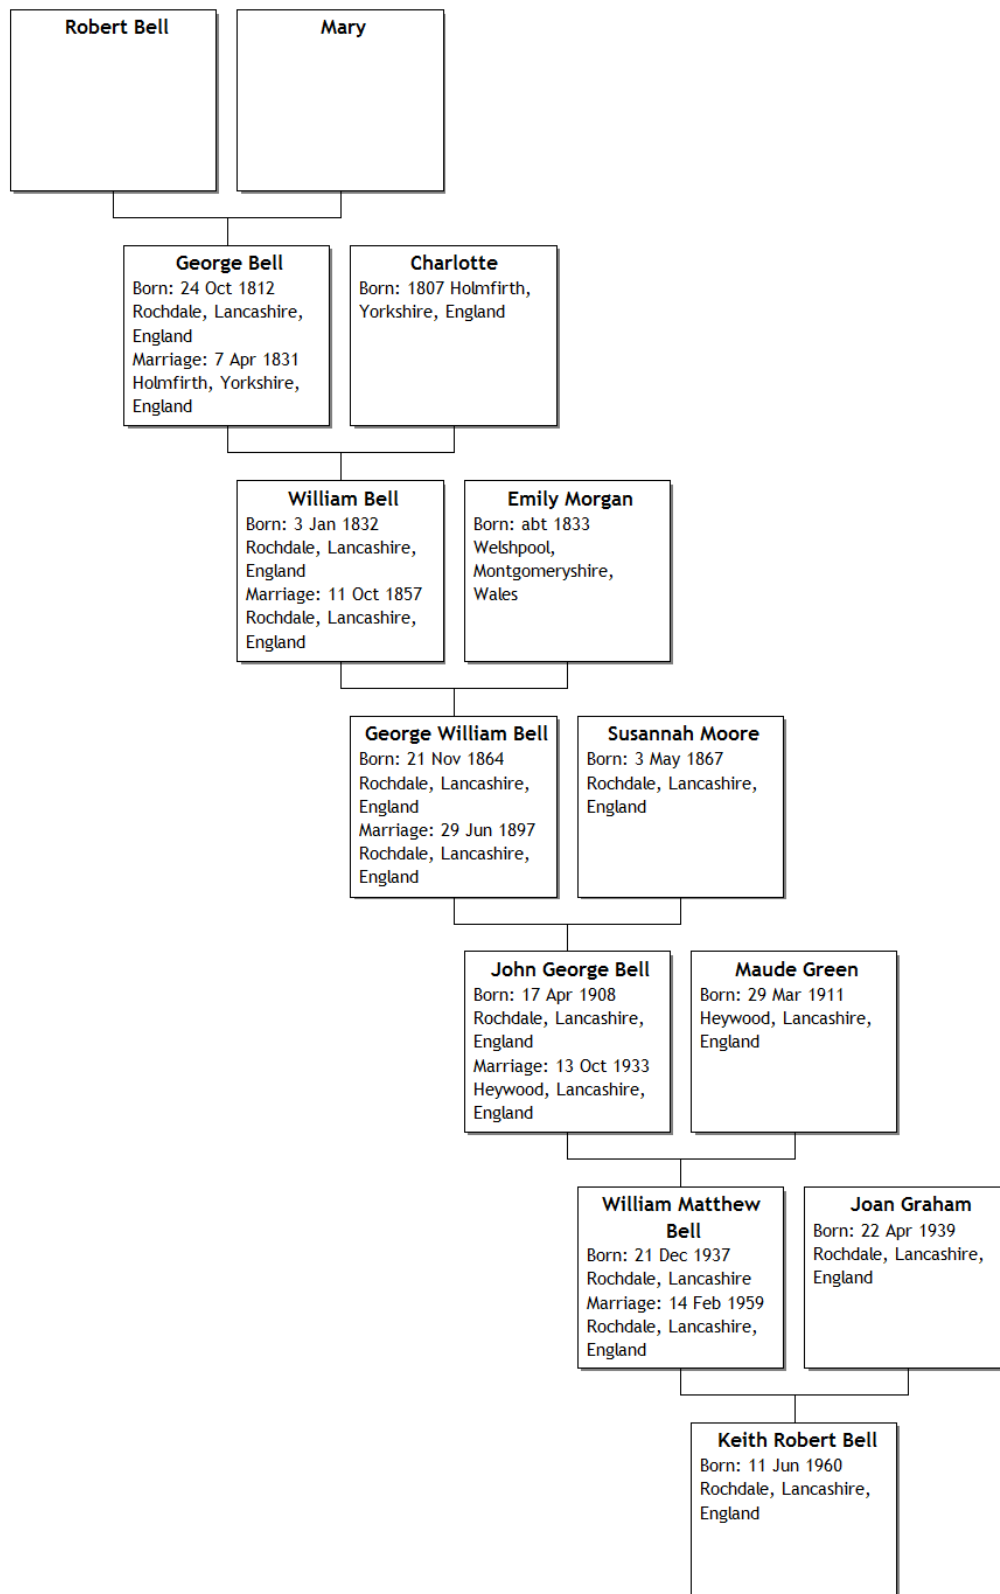 Robert Bell
Mary
George Bell
Born: 24 Oct 1812
Rochdale, Lancashire,
England
Marriage: 7 Apr 1831
Holmfirth, Yorkshire,
England
Charlotte
Born: 1807 Holmfirth,
Yorkshire, England
William Bell
Born: 3 Jan 1832
Rochdale, Lancashire,
England
Marriage: 11 Oct 1857
Rochdale, Lancashire,
England
Emily Morgan
Born: abt 1833
Welshpool,
Montgomeryshire,
Wales
George William Bell
Born: 21 Nov 1864
Rochdale, Lancashire,
England
Marriage: 29 Jun 1897
Rochdale, Lancashire,
England
Susannah Moore
Born: 3 May 1867
Rochdale, Lancashire,
England
John George Bell
Born: 17 Apr 1908
Rochdale, Lancashire,
England
Marriage: 13 Oct 1933
Heywood, Lancashire,
England
Maude Green
Born: 29 Mar 1911
Heywood, Lancashire,
England
William Matthew
Bell
Born: 21 Dec 1937
Rochdale, Lancashire
Marriage: 14 Feb 1959
Rochdale, Lancashire,
England
Joan Graham
Born: 22 Apr 1939
Rochdale, Lancashire,
England
Keith Robert Bell
Born: 11 Jun 1960
Rochdale, Lancashire,
England